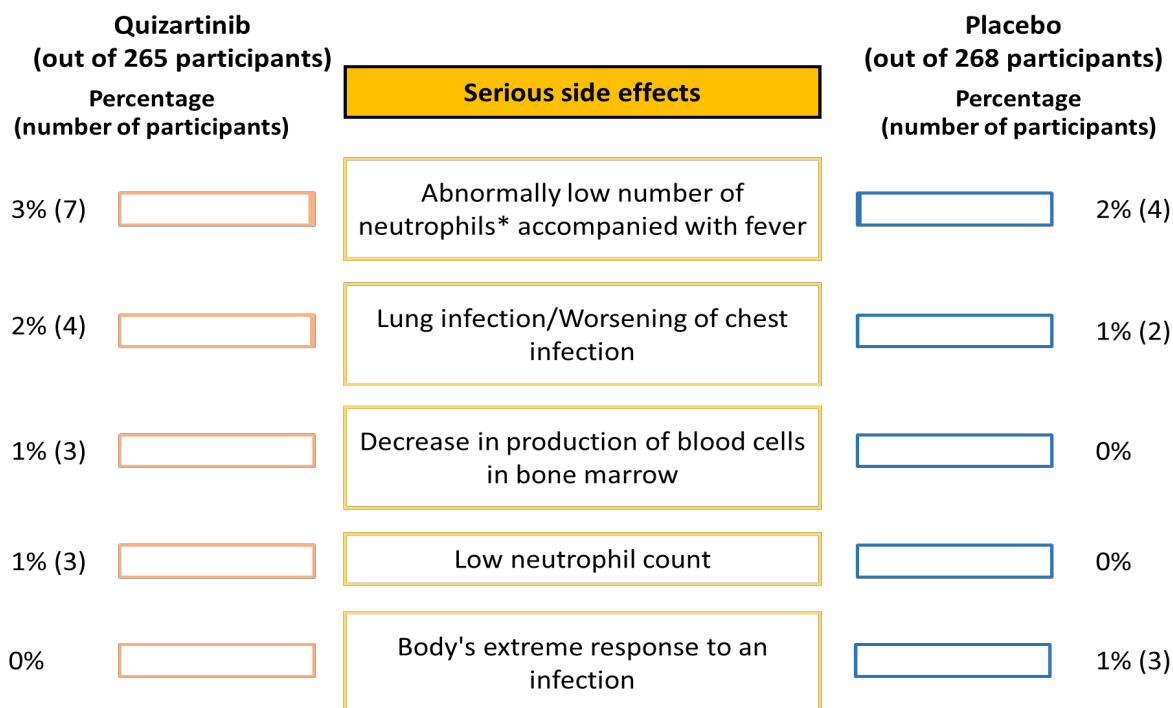 Quizartinib
(out of 265 participants)
Percentage
(number of participants)
Serious side effects
Placebo
(out of 268 participants)
Percentage
(number of participants)
3% (7)
Abnormally low number of
neutrophils* accompanied with fever
2% (4)
2% (4)
Lung infection/Worsening of chest
infection
1% (2)
1% (3)
Decrease in production of blood cells
in bone marrow
0%
1% (3)
Low neutrophil count
0%
0%
Body's extreme response to an
infection
1% (3)